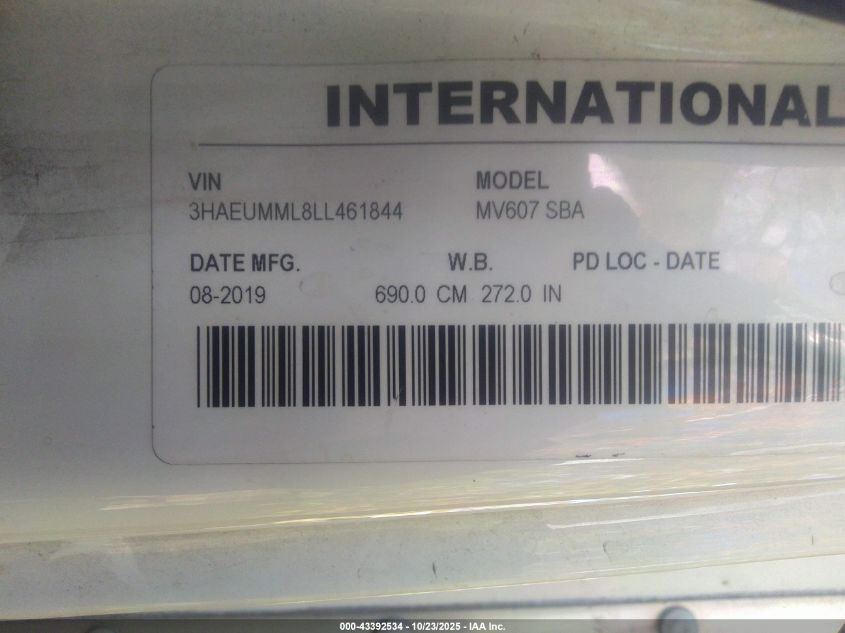 INTERNATIONAL
VIN MODEL
3HAEUMML8LL461844 MV607 SBA
DATE MFG. W.B. PD LOC - DATE
08-2019 690.0 CM 272.0 IN
000-43392534 - 10/23/2025 - IAA Inc.